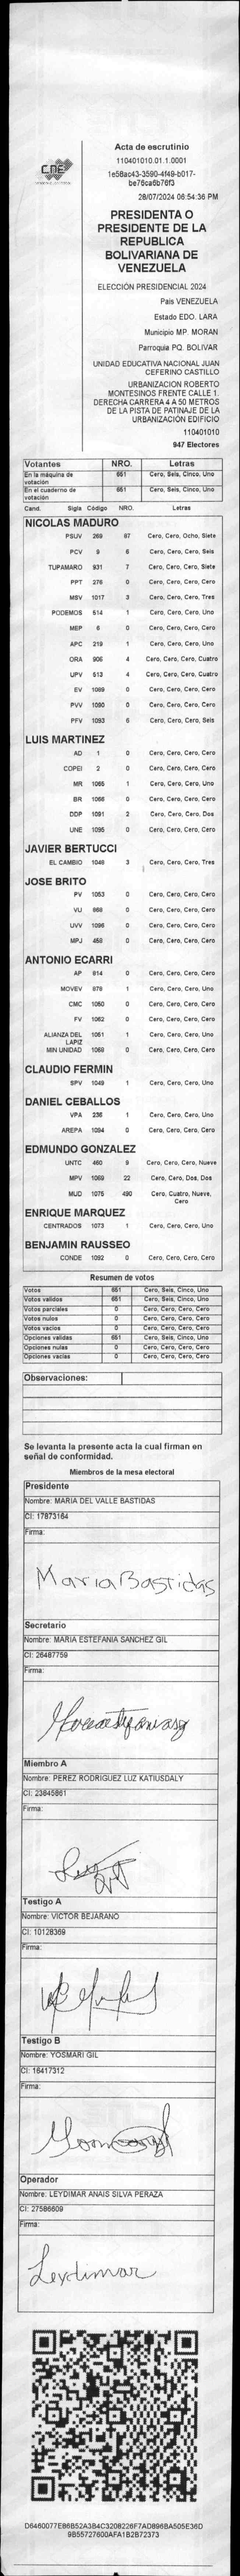 CNE
Acta de escrutinio
110401010.01.1.0001
1e58ac43-3590-4f49-b017-
be76ca6b76f3
28/07/2024 06:54:36 PM
PRESIDENTA O
PRESIDENTE DE LA
REPUBLICA
BOLIVARIANA DE
VENEZUELA
ELECCIÓN PRESIDENCIAL 2024
País VENEZUELA
Estado EDO. LARA
Municipio MP. MORAN
Parroquia PQ. BOLIVAR
UNIDAD EDUCATIVA NACIONAL JUAN
CEFERINO CASTILLO
URBANIZACION ROBERTO
MONTESINOS FRENTE CALLE 1.
DERECHA CARRERA 4 A 50 METROS
DE LA PISTA DE PATINAJE DE LA
URBANIZACIÓN EDIFICIO
110401010
947 Electores
Votantes NRO. Letras
En la máquina de votación 651 Cero, Seis, Cinco, Uno
En el cuaderno de votación 651 Cero, Seis, Cinco, Uno
Cand. Sigla Código NRO. Letras
NICOLAS MADURO
PSUV 269 87 Cero, Cero, Ocho, Siete
PCV 9 6 Cero, Cero, Cero, Seis
TUPAMARO 931 7 Cero, Cero, Cero, Siete
PPT 276 0 Cero, Cero, Cero, Cero
MSV 1017 3 Cero, Cero, Cero, Tres
PODEMOS 514 1 Cero, Cero, Cero, Uno
MEP 6 0 Cero, Cero, Cero, Cero
APC 219 1 Cero, Cero, Cero, Uno
ORA 906 4 Cero, Cero, Cero, Cuatro
UPV 513 4 Cero, Cero, Cero, Cuatro
EV 1089 0 Cero, Cero, Cero, Cero
PVV 1090 0 Cero, Cero, Cero, Cero
PFV 1093 6 Cero, Cero, Cero, Seis
LUIS MARTINEZ
AD 1 0 Cero, Cero, Cero, Cero
COPEI 2 0 Cero, Cero, Cero, Cero
MR 1065 1 Cero, Cero, Cero, Uno
BR 1066 0 Cero, Cero, Cero, Cero
DDP 1091 2 Cero, Cero, Cero, Dos
UNE 1095 0 Cero, Cero, Cero, Cero
JAVIER BERTUCCI
EL CAMBIO 1046 3 Cero, Cero, Cero, Tres
JOSE BRITO
PV 1053 0 Cero, Cero, Cero, Cero
VU 868 0 Cero, Cero, Cero, Cero
UVV 1096 0 Cero, Cero, Cero, Cero
MPJ 458 0 Cero, Cero, Cero, Cero
ANTONIO ECARRI
AP 814 0 Cero, Cero, Cero, Cero
MOVEV 878 1 Cero, Cero, Cero, Uno
CMC 1050 0 Cero, Cero, Cero, Cero
FV 1062 0 Cero, Cero, Cero, Cero
ALIANZA DEL LAPIZ 1051 1 Cero, Cero, Cero, Uno
MIN UNIDAD 1068 0 Cero, Cero, Cero, Cero
CLAUDIO FERMIN
SPV 1049 1 Cero, Cero, Cero, Uno
DANIEL CEBALLOS
VPA 236 1 Cero, Cero, Cero, Uno
AREPA 1094 0 Cero, Cero, Cero, Cero
EDMUNDO GONZALEZ
UNTC 460 9 Cero, Cero, Cero, Nueve
MPV 1069 22 Cero, Cero, Dos, Dos
MUD 1075 490 Cero, Cuatro, Nueve, Cero
ENRIQUE MARQUEZ
CENTRADOS 1073 1 Cero, Cero, Cero, Uno
BENJAMIN RAUSSEO
CONDE 1092 0 Cero, Cero, Cero, Cero
Resumen de votos
Votos 651 Cero, Seis, Cinco, Uno
Votos validos 651 Cero, Seis, Cinco, Uno
Votos parciales 0 Cero, Cero, Cero, Cero
Votos nulos 0 Cero, Cero, Cero, Cero
Votos vacios 0 Cero, Cero, Cero, Cero
Opciones validas 651 Cero, Seis, Cinco, Uno
Opciones nulas 0 Cero, Cero, Cero, Cero
Opciones vacias 0 Cero, Cero, Cero, Cero
Observaciones:
Se levanta la presente acta la cual firman en
señal de conformidad.
Miembros de la mesa electoral
Presidente
Nombre: MARIA DEL VALLE BASTIDAS
CI: 17873164
Firma:
Maria Bastidas
Secretario
Nombre: MARIA ESTEFANIA SANCHEZ GIL
CI: 26487759
Firma:
Miembro A
Nombre: PEREZ RODRIGUEZ LUZ KATIUSDALY
CI: 23845861
Firma:
Testigo A
Nombre: VICTOR BEJARANO
CI: 10128369
Firma:
Testigo B
Nombre: YOSMARI GIL
CI: 16417312
Firma:
Operador
Nombre: LEYDIMAR ANAIS SILVA PERAZA
CI: 27586609
Firma:
Leydimar
D6460077E86B52A3B4C3208226F7AD896BA505E36D
9B55727600AFA1B2B72373